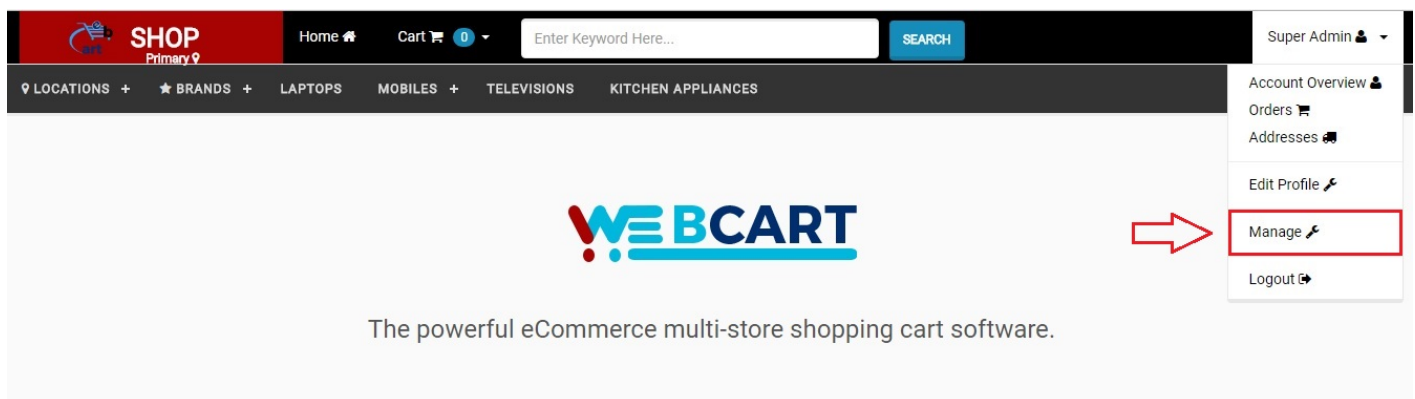 art
SHOP
Primary
Home
Cart 0
Enter Keyword Here...
SEARCH
Super Admin
LOCATIONS +
BRANDS +
LAPTOPS
MOBILES +
TELEVISIONS
KITCHEN APPLIANCES
Account Overview
Orders
Addresses
Edit Profile
Manage
Logout
WEBCART
The powerful eCommerce multi-store shopping cart software.